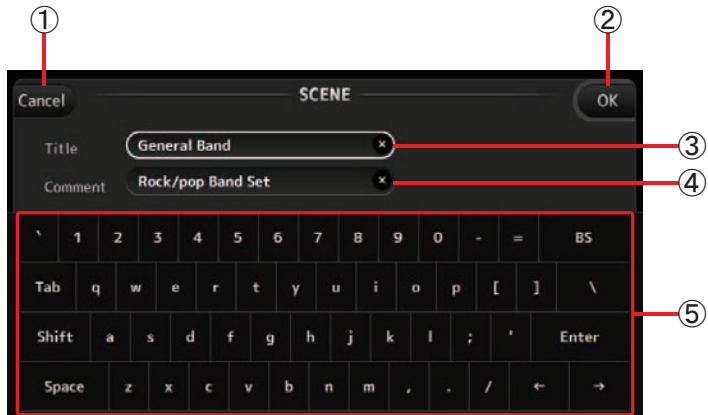 ① ②
Cancel SCENE OK
Title General Band × ③
Comment Rock/pop Band Set × ④
` 1 2 3 4 5 6 7 8 9 0 - = BS
Tab q w e r t y u i o p [ ] \
Shift a s d f g h j k l ; ' Enter ⑤
Space z x c v b n m , . / ← →